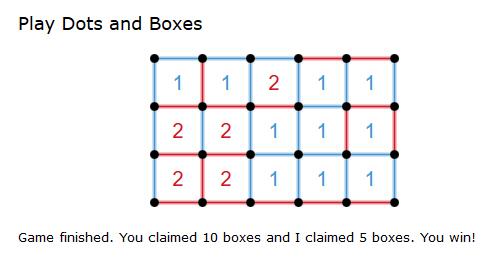 Play Dots and Boxes
1 1 2 1 1
2 2 1 1 1
2 2 1 1 1
Game finished. You claimed 10 boxes and I claimed 5 boxes. You win!